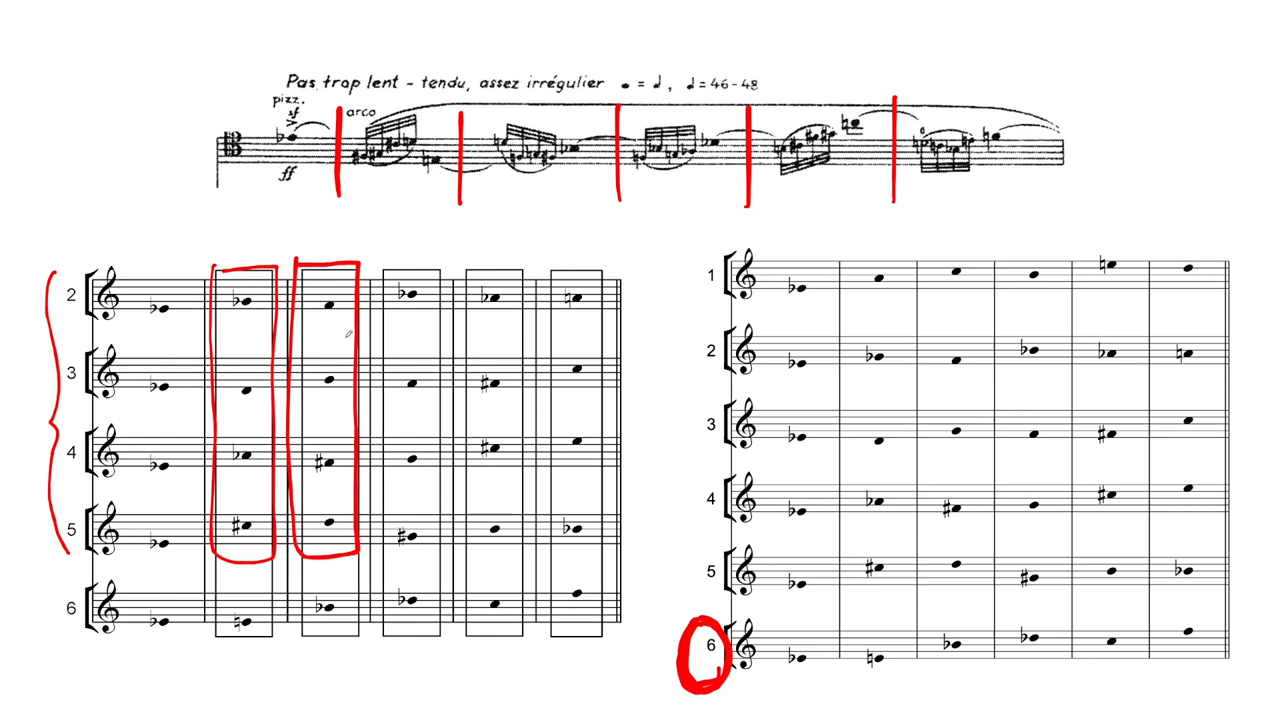 Pas trop lent – tendu, assez irrégulier 𝅘 = 𝅗𝅥 , 𝅗𝅥 = 46 – 48
pizz.
sf
arco
ff
2
3
4
5
6
1
2
3
4
5
6